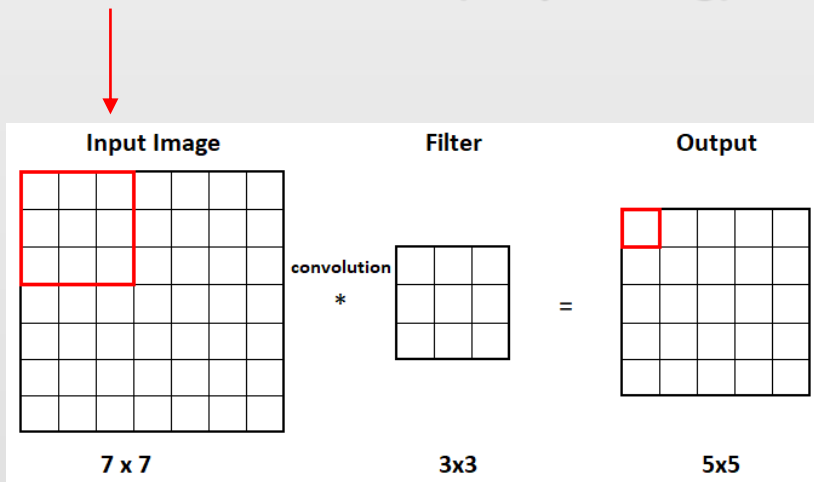 Input Image
Filter
Output
convolution
*
=
7 x 7
3x3
5x5